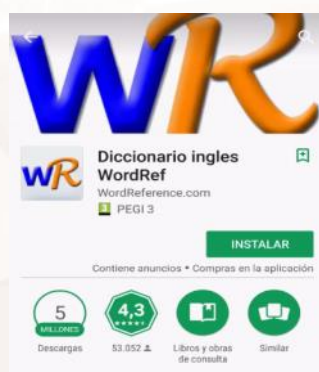 WR
WR
Diccionario ingles
WordRef
WordReference.com
3 PEGI 3
INSTALAR
Contiene anuncios • Compras en la aplicación
5
MILLONES
4,3
Descargas
53.052
Libros y obras
de consulta
Similar